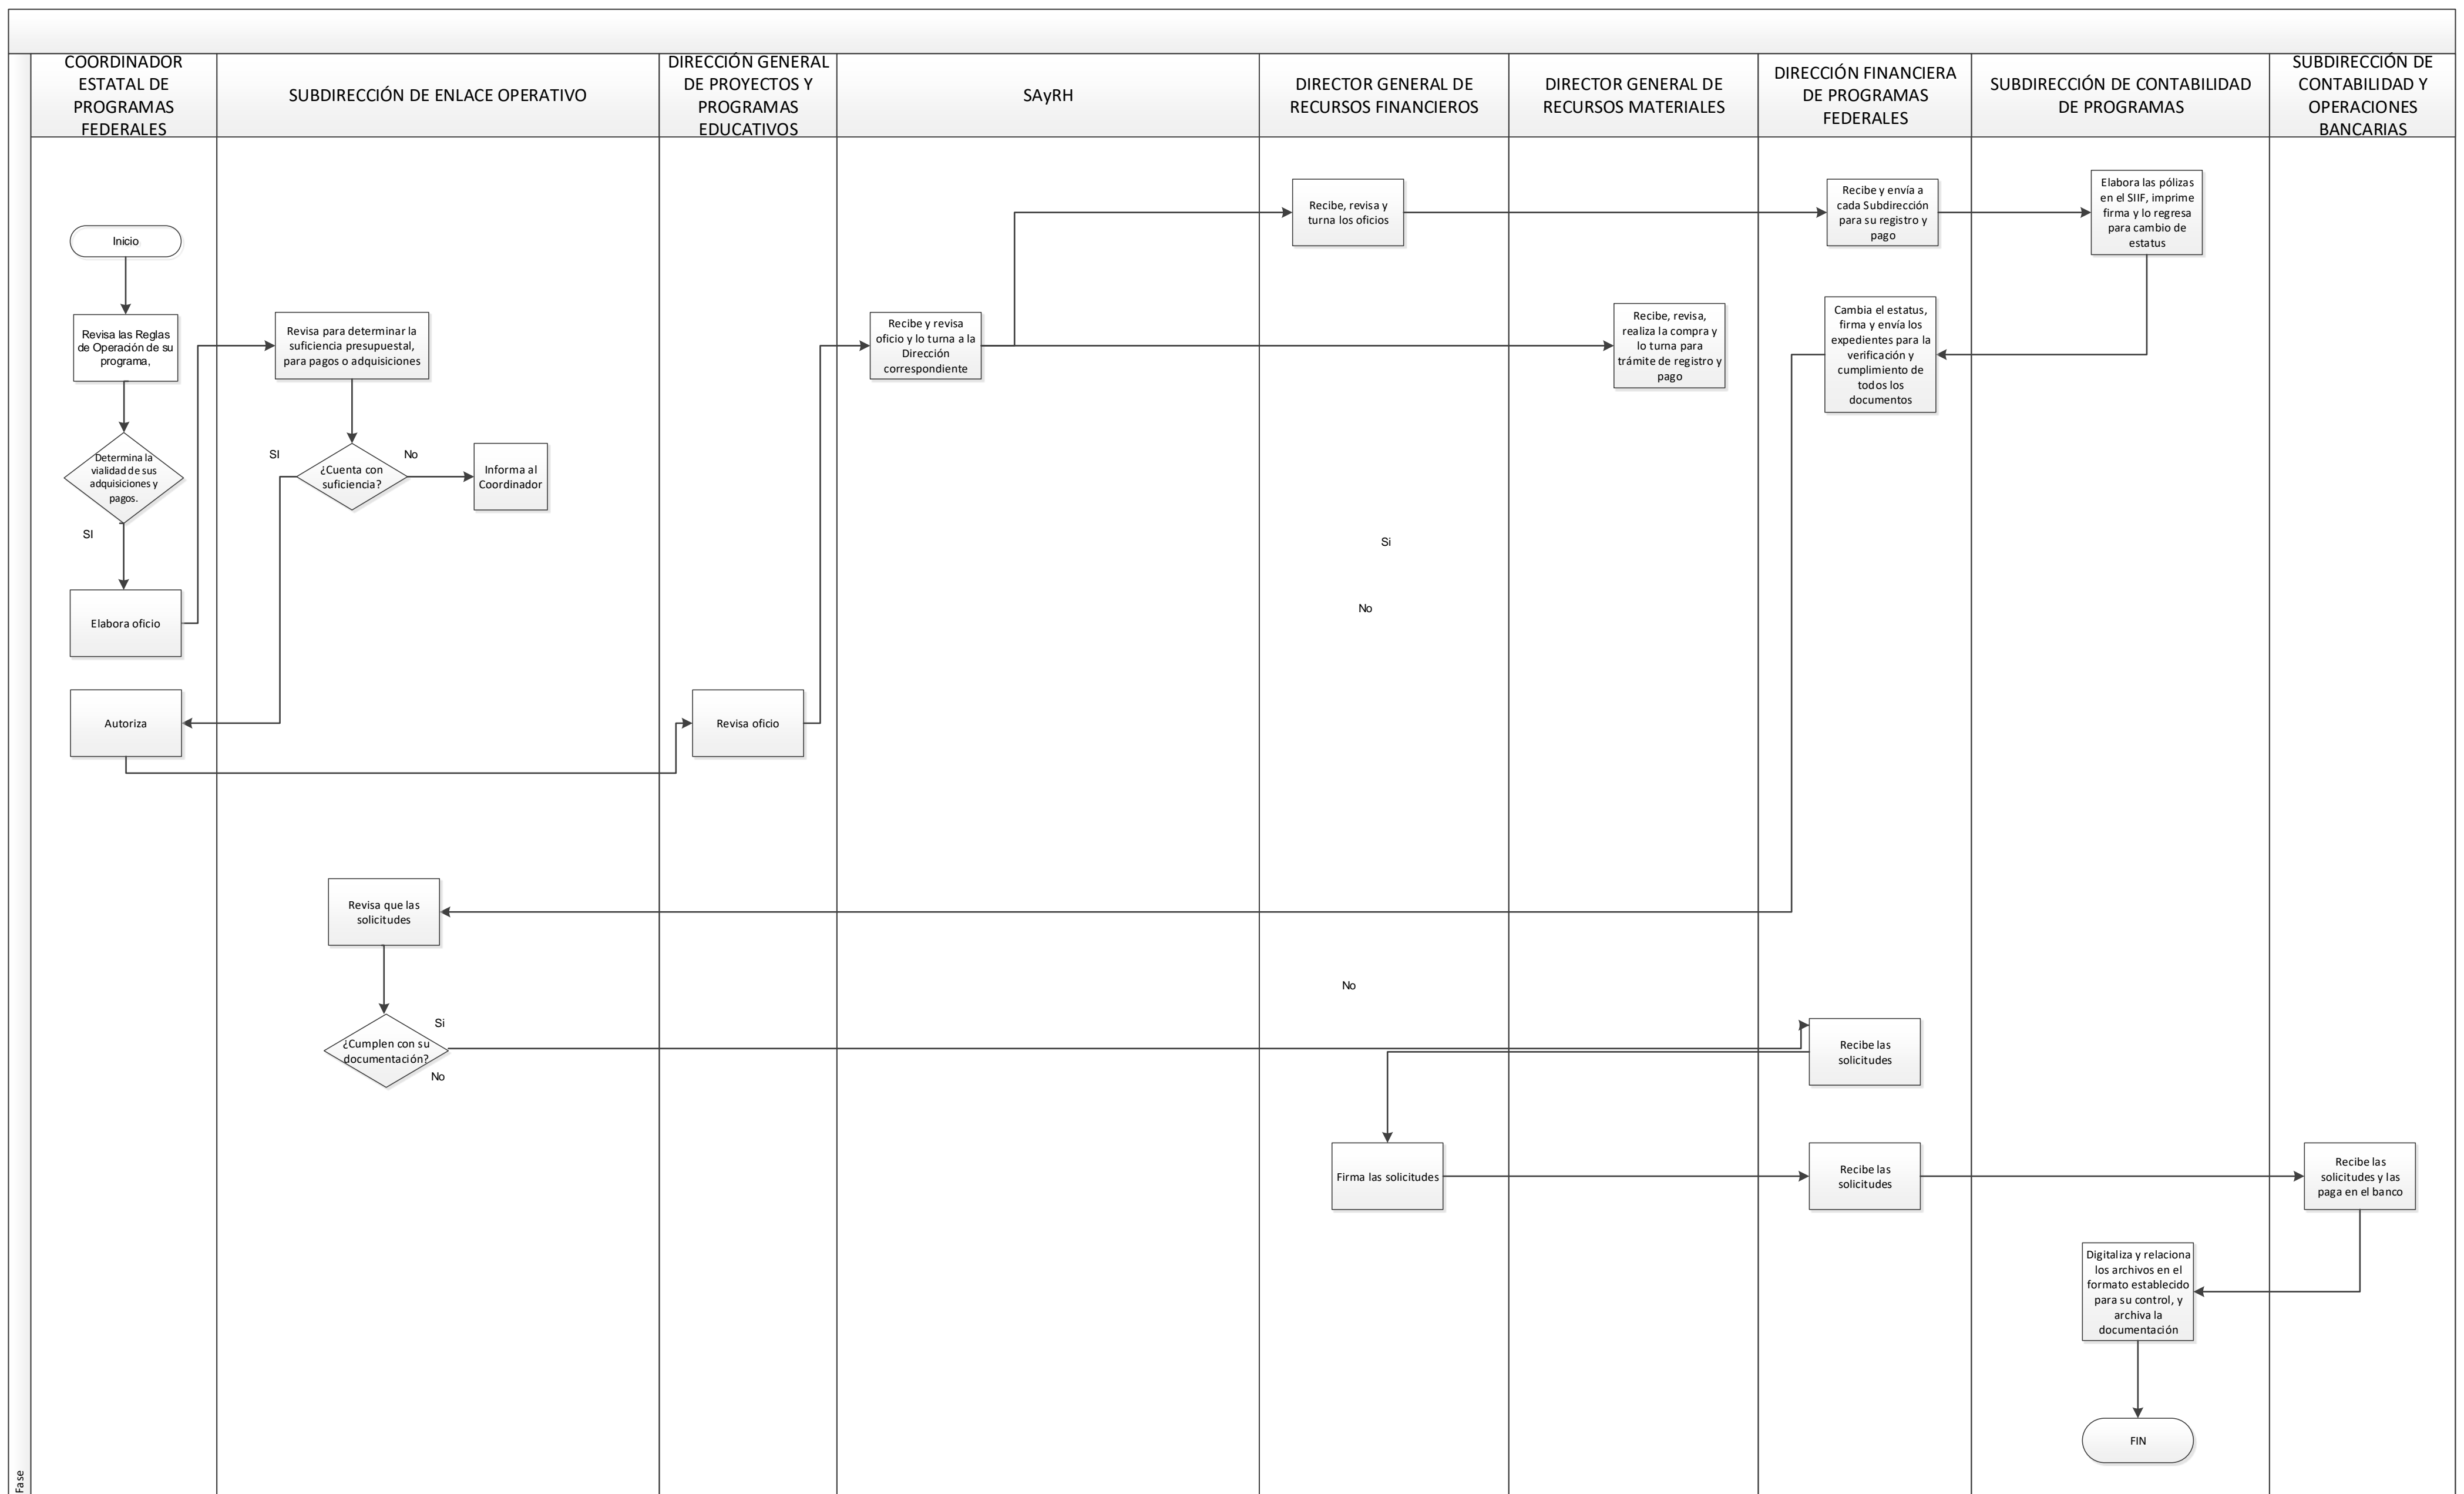 COORDINADOR
ESTATAL DE
PROGRAMAS
FEDERALES
SUBDIRECCIÓN DE ENLACE OPERATIVO
DIRECCIÓN GENERAL
DE PROYECTOS Y
PROGRAMAS
EDUCATIVOS
SAyRH
DIRECTOR GENERAL DE
RECURSOS FINANCIEROS
DIRECTOR GENERAL DE
RECURSOS MATERIALES
DIRECCIÓN FINANCIERA
DE PROGRAMAS
FEDERALES
SUBDIRECCIÓN DE CONTABILIDAD
DE PROGRAMAS
SUBDIRECCIÓN DE
CONTABILIDAD Y
OPERACIONES
BANCARIAS
Inicio
Recibe, revisa y
turna los oficios
Recibe y envía a
cada Subdirección
para su registro y
pago
Elabora las pólizas
en el SIIF, imprime
firma y lo regresa
para cambio de
estatus
Revisa las Reglas
de Operación de su
programa,
Revisa para determinar la
suficiencia presupuestal,
para pagos o adquisiciones
Recibe y revisa
oficio y lo turna a la
Dirección
correspondiente
Recibe, revisa,
realiza la compra y
lo turna para
trámite de registro y
pago
Cambia el estatus,
firma y envía los
expedientes para la
verificación y
cumplimiento de
todos los
documentos
Determina la
vialidad de sus
adquisiciones y
pagos.
SI
SI
¿Cuenta con
suficiencia?
No
Informa al
Coordinador
Si
No
Elabora oficio
Autoriza
Revisa oficio
Revisa que las
solicitudes
No
¿Cumplen con su
documentación?
Si
No
Recibe las
solicitudes
Firma las solicitudes
Recibe las
solicitudes
Recibe las
solicitudes y las
paga en el banco
Digitaliza y relaciona
los archivos en el
formato establecido
para su control, y
archiva la
documentación
FIN
Fase